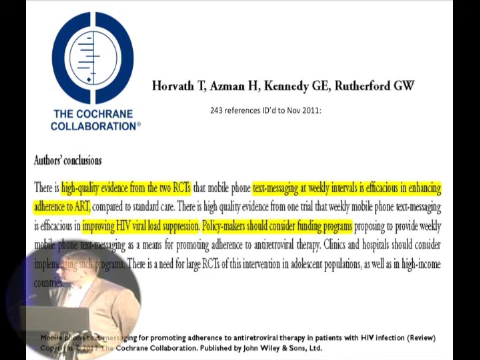 Horvath T, Azman H, Kennedy GE, Rutherford GW
243 references ID'd to Nov 2011:
THE COCHRANE
COLLABORATION®
Authors' conclusions
There is high-quality evidence from the two RCTs that mobile phone text-messaging at weekly intervals is efficacious in enhancing
adherence to ART, compared to standard care. There is high quality evidence from one trial that weekly mobile phone text-messaging
is efficacious in improving HIV viral load suppression. Policy-makers should consider funding programs proposing to provide weekly
mobile phone text-messaging as a means for promoting adherence to antiretroviral therapy. Clinics and hospitals should consider
implementing such programs. There is a need for large RCTs of this intervention in adolescent populations, as well as in high-income
countries.
Mobile phone text messaging for promoting adherence to antiretroviral therapy in patients with HIV infection (Review)
Copyright © The Cochrane Collaboration. Published by John Wiley & Sons, Ltd.